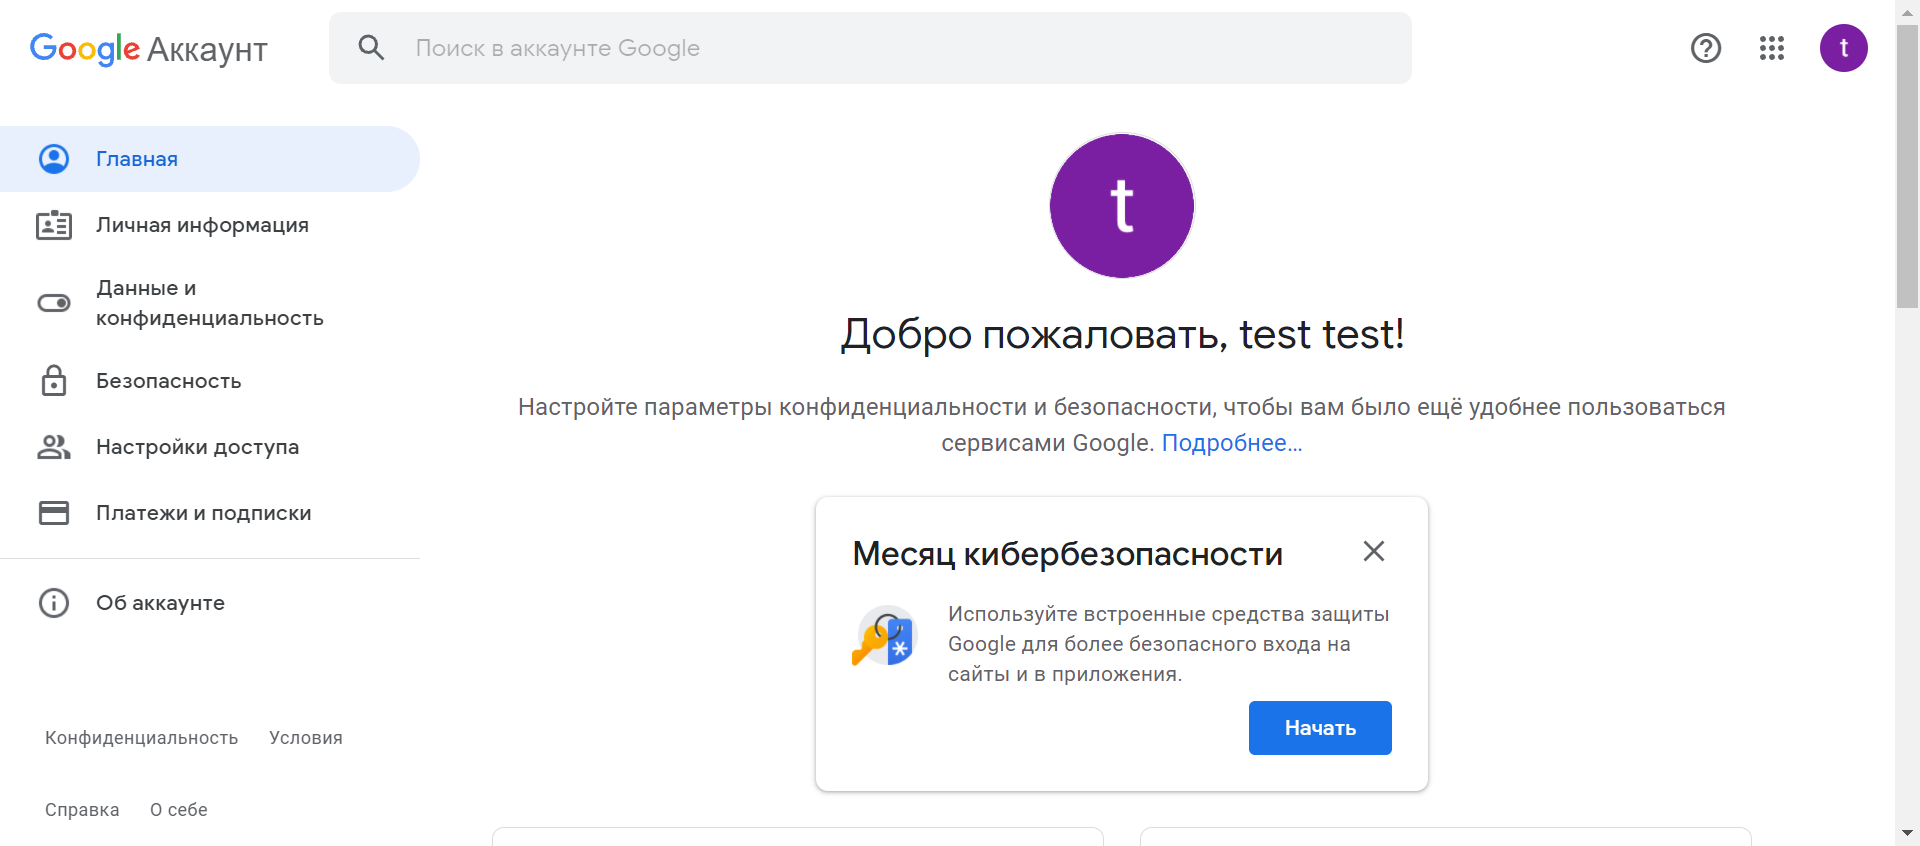 Google Аккаунт
Поиск в аккаунте Google
t
Главная
Личная информация
Данные и
конфиденциальность
Безопасность
Настройки доступа
Платежи и подписки
Об аккаунте
Конфиденциальность Условия
Справка О себе
t
Добро пожаловать, test test!
Настройте параметры конфиденциальности и безопасности, чтобы вам было ещё удобнее пользоваться
сервисами Google. Подробнее…
Месяц кибербезопасности
Используйте встроенные средства защиты
Google для более безопасного входа на
сайты и в приложения.
Начать